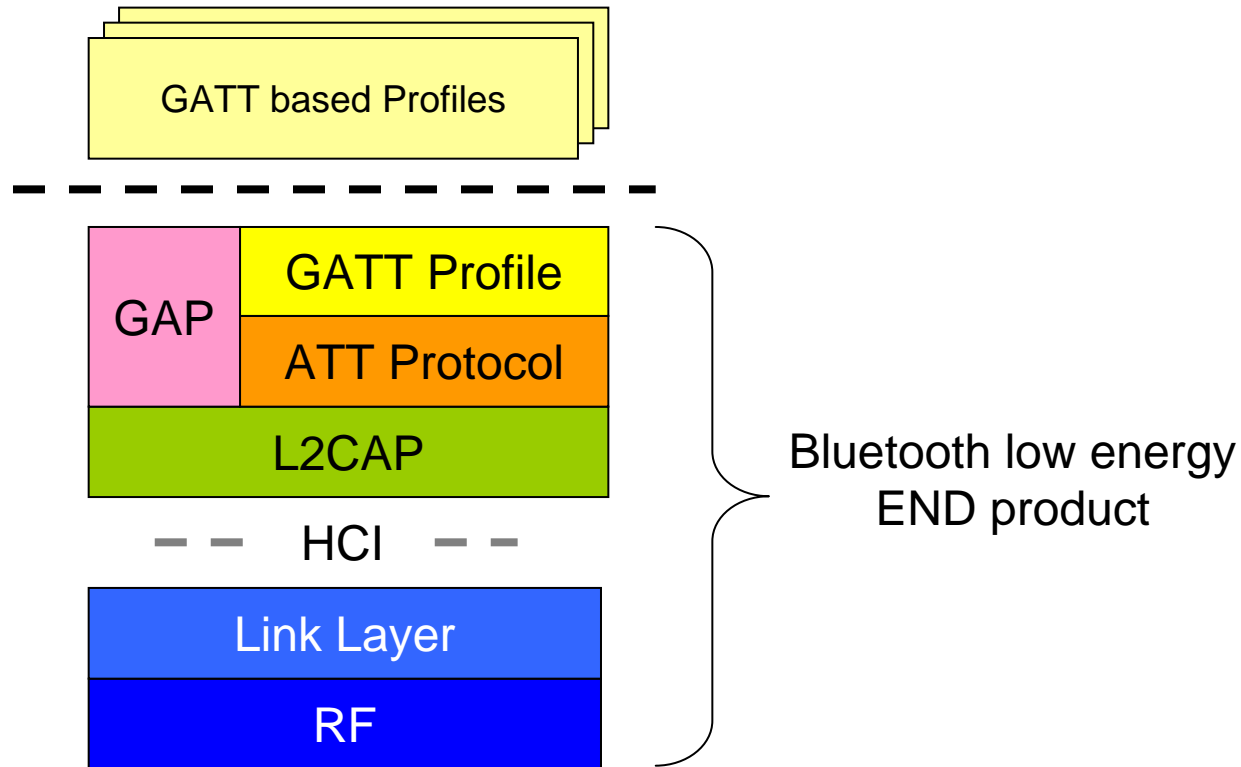 GATT based Profiles
GAP
GATT Profile
ATT Protocol
L2CAP
HCI
Link Layer
RF
Bluetooth low energy
END product